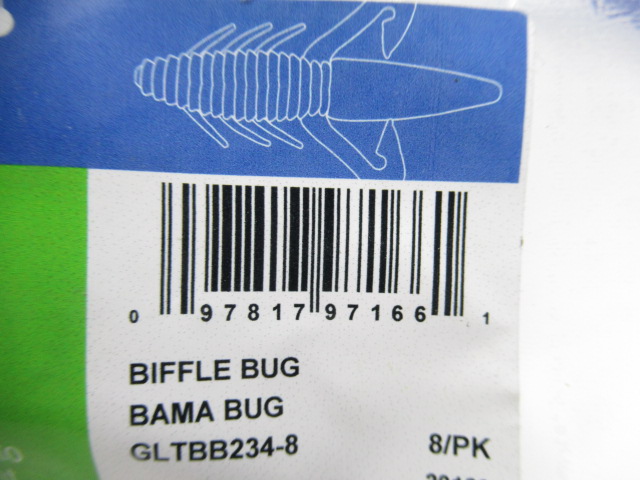 0 97817 97166 1
BIFFLE BUG
BAMA BUG
GLTBB234-8 8/PK